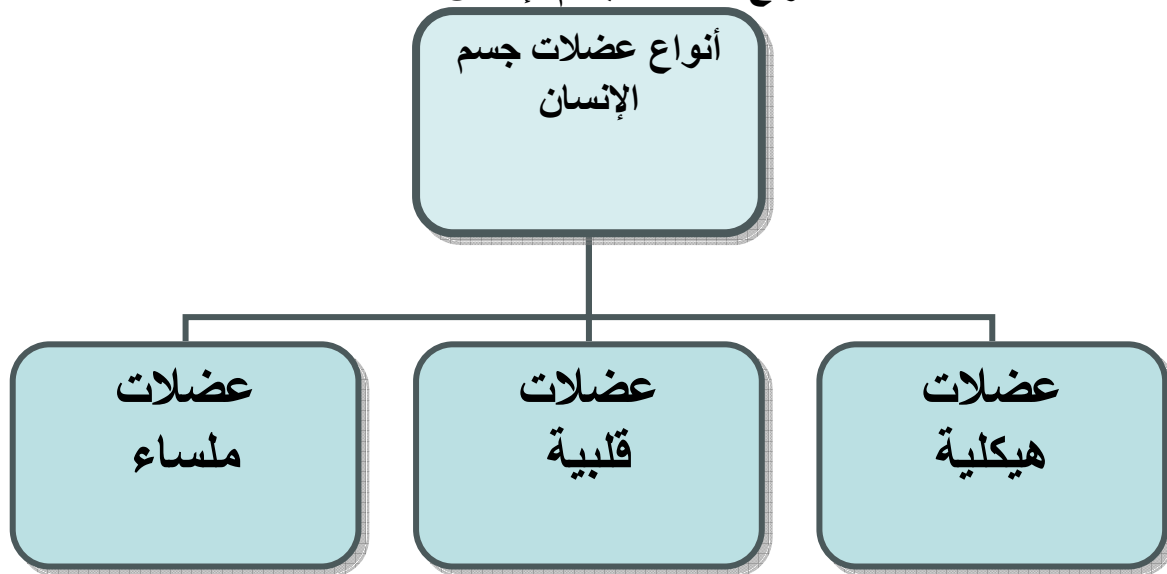 أنواع عضلات جسم
الإنسان
عضلات
هيكلية
عضلات
قلبية
عضلات
ملساء